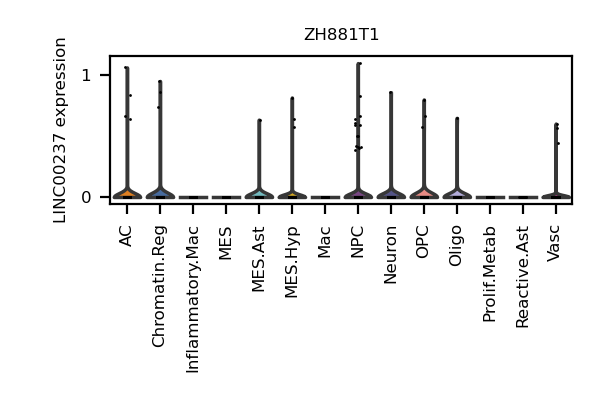 ZH881T1
LINC00237 expression
1
0
AC
Chromatin.Reg
Inflammatory.Mac
MES
MES.Ast
MES.Hyp
Mac
NPC
Neuron
OPC
Oligo
Prolif.Metab
Reactive.Ast
Vasc